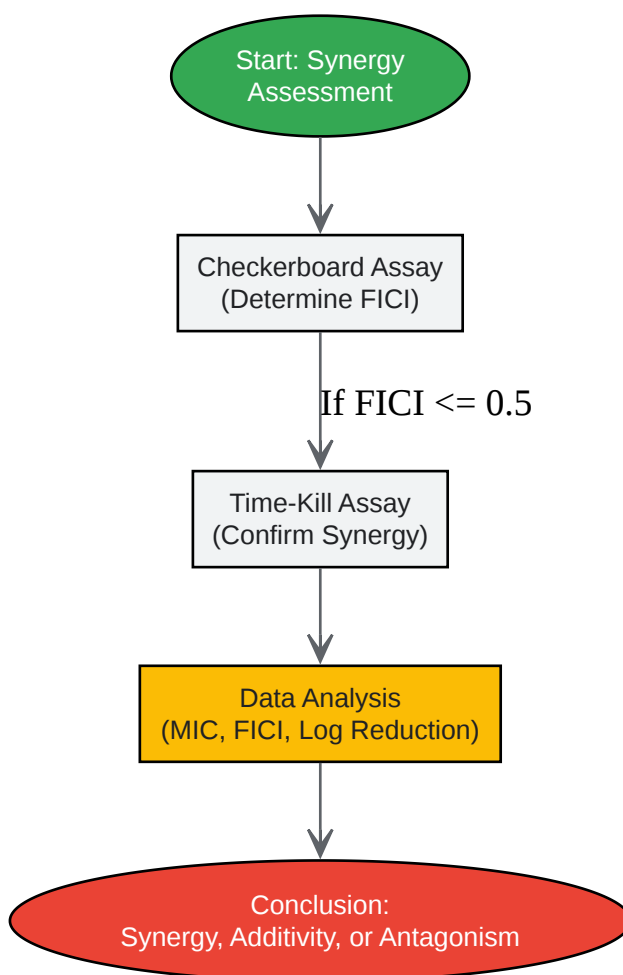 Start: Synergy
Assessment
Checkerboard Assay
(Determine FICI)
If FICI <= 0.5
Time-Kill Assay
(Confirm Synergy)
Data Analysis
(MIC, FICI, Log Reduction)
Conclusion:
Synergy, Additivity, or Antagonism